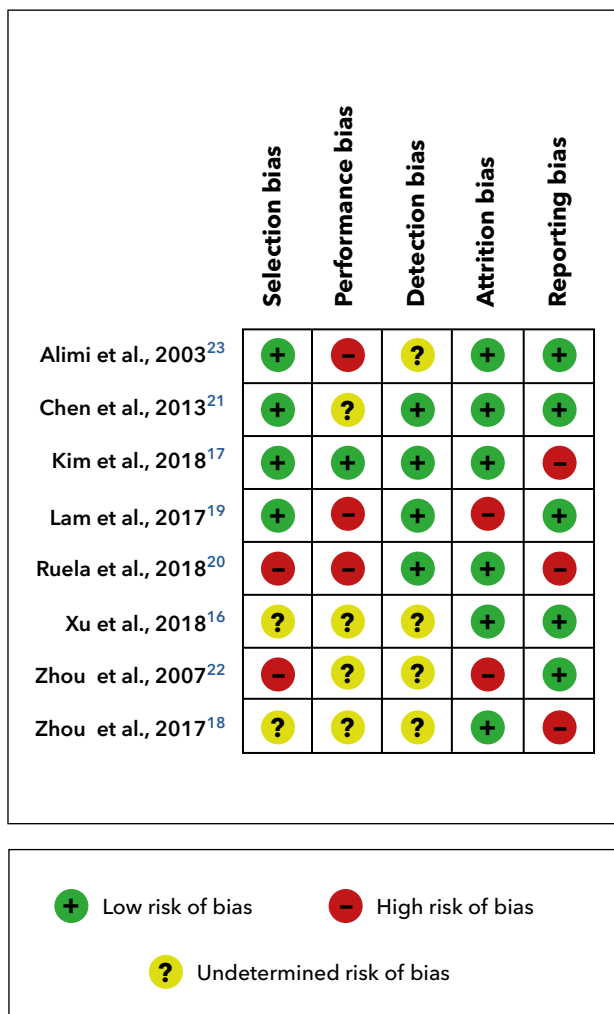 Selection bias
Performance bias
Detection bias
Attrition bias
Reporting bias
Alimi et al., 2003²³ + − ? + +
Chen et al., 2013²¹ + ? + + +
Kim et al., 2018¹⁷ + + + + −
Lam et al., 2017¹⁹ + − + − +
Ruela et al., 2018²⁰ − − + + −
Xu et al., 2018¹⁶ ? ? ? + +
Zhou et al., 2007²² − ? ? − +
Zhou et al., 2017¹⁸ ? ? ? + −
+ Low risk of bias − High risk of bias
? Undetermined risk of bias